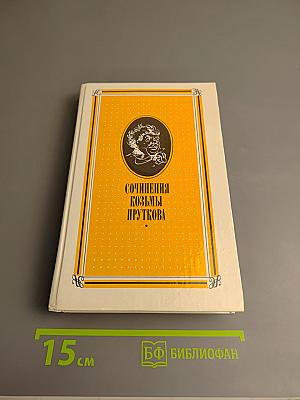 СОЧИНЕНИЯ
КОЗЬМЫ
ПРУТКОВА
15 см
БФ БИБЛИОФАН